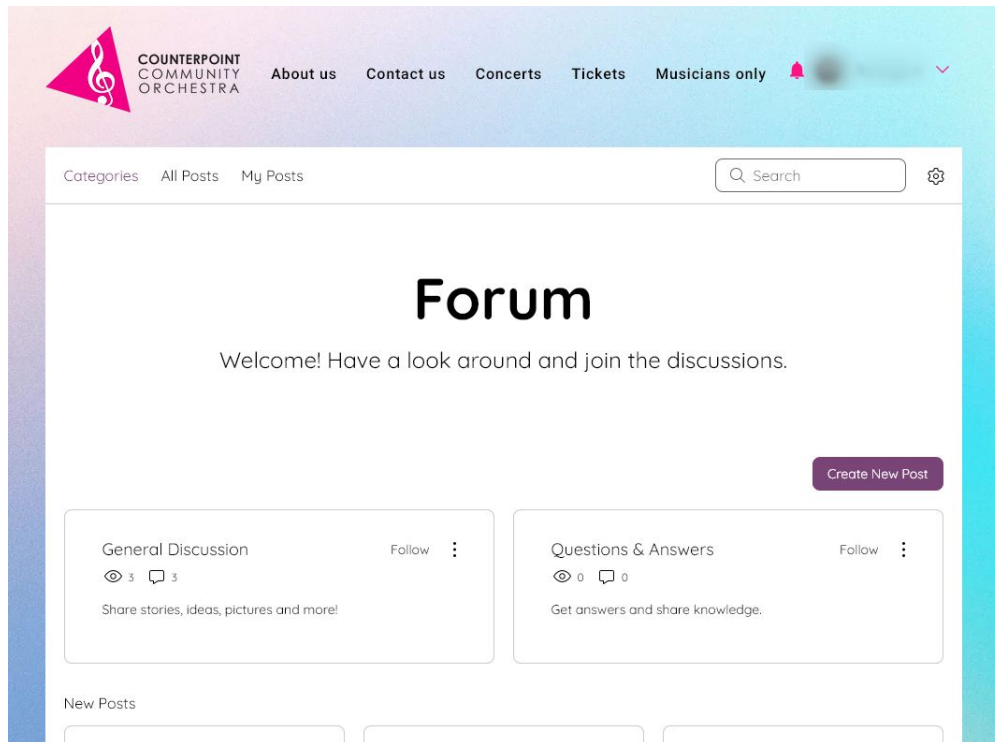 COUNTERPOINT
COMMUNITY
ORCHESTRA
About us Contact us Concerts Tickets Musicians only
Categories All Posts My Posts Search
Forum
Welcome! Have a look around and join the discussions.
Create New Post
General Discussion Follow
3 3
Share stories, ideas, pictures and more!
Questions & Answers Follow
0 0
Get answers and share knowledge.
New Posts